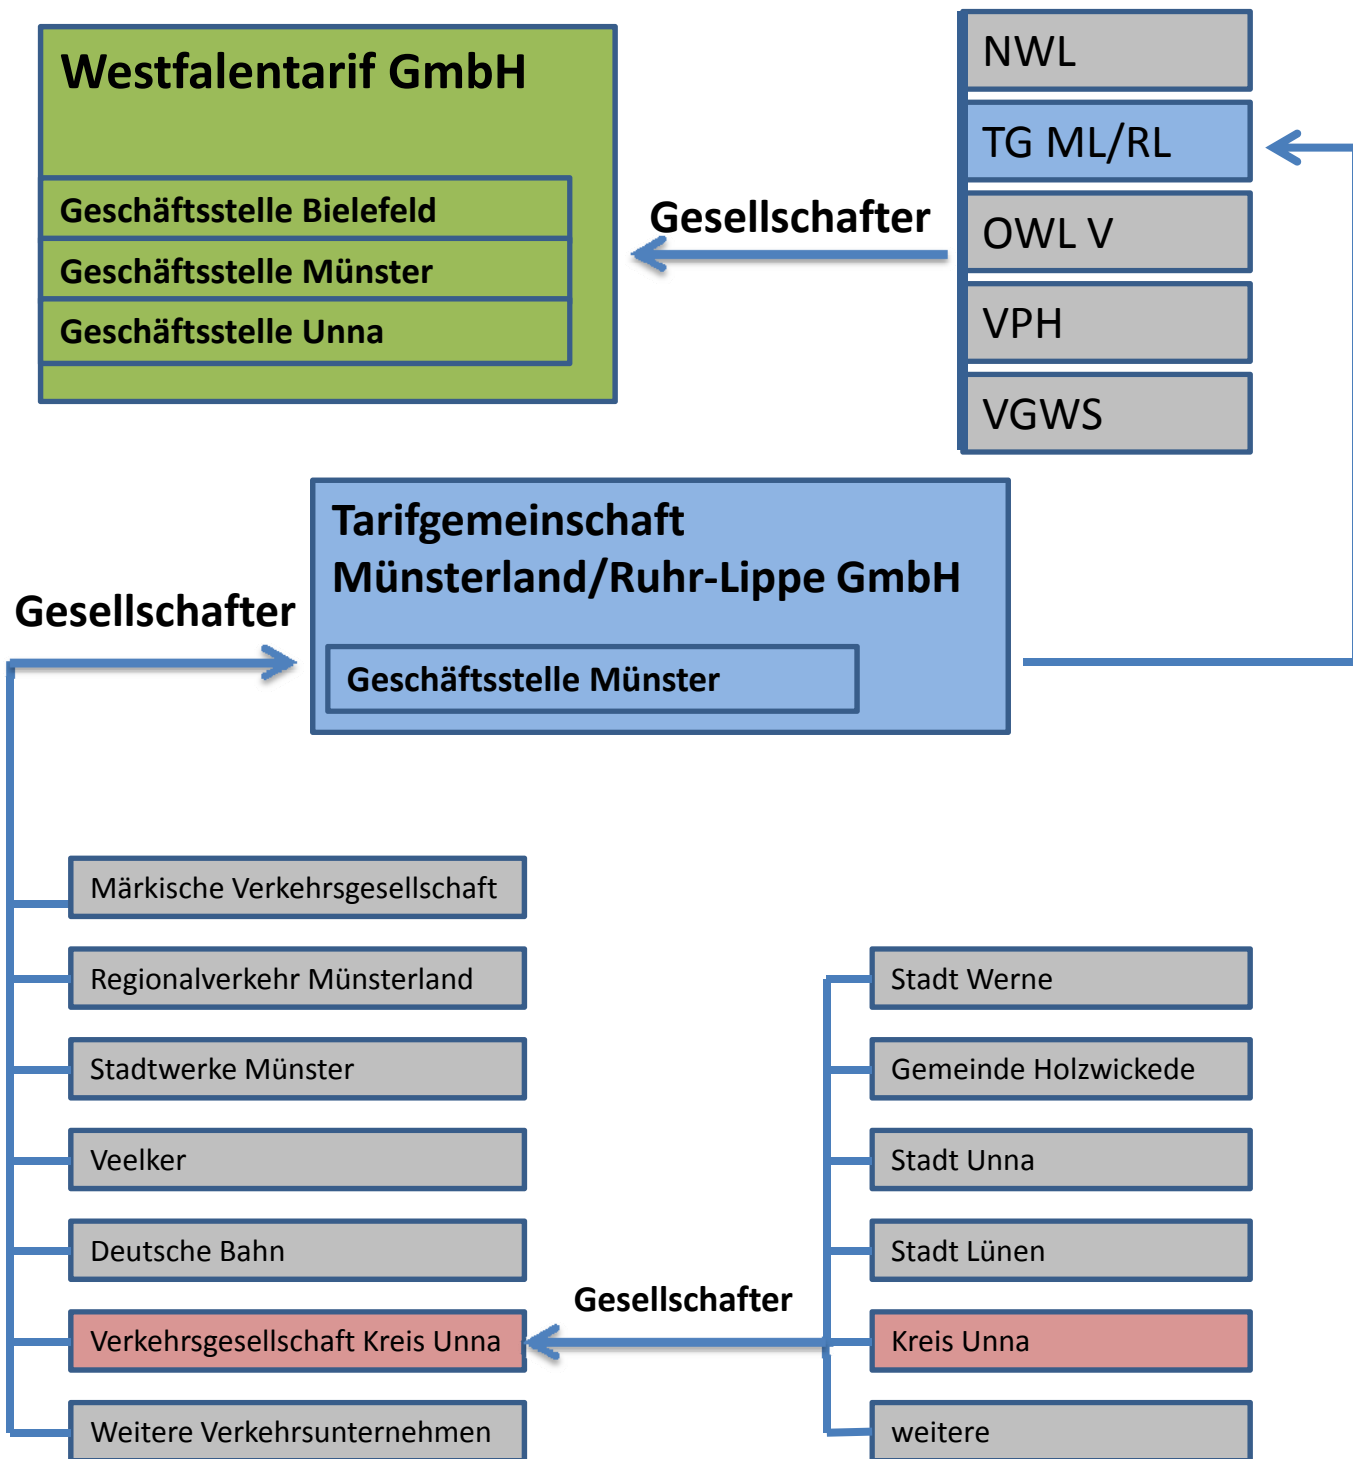 Westfalentarif GmbH
Geschäftsstelle Bielefeld
Geschäftsstelle Münster
Geschäftsstelle Unna
Gesellschafter
NWL
TG ML/RL
OWL V
VPH
VGWS
Tarifgemeinschaft
Münsterland/Ruhr-Lippe GmbH
Geschäftsstelle Münster
Gesellschafter
Märkische Verkehrsgesellschaft
Regionalverkehr Münsterland
Stadtwerke Münster
Veelker
Deutsche Bahn
Verkehrsgesellschaft Kreis Unna
Weitere Verkehrsunternehmen
Gesellschafter
Stadt Werne
Gemeinde Holzwickede
Stadt Unna
Stadt Lünen
Kreis Unna
weitere